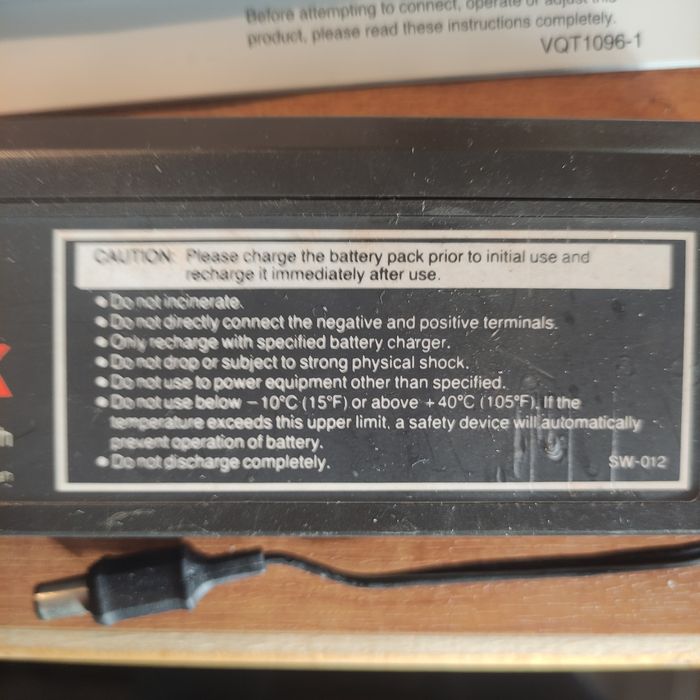 Before attempting to connect, operate or adjust this
product, please read these instructions completely.
VQT1096-1
CAUTION: Please charge the battery pack prior to initial use and
recharge it immediately after use.
• Do not incinerate.
• Do not directly connect the negative and positive terminals.
• Only recharge with specified battery charger.
• Do not drop or subject to strong physical shock.
• Do not use to power equipment other than specified.
• Do not use below −10°C (15°F) or above +40°C (105°F). If the
temperature exceeds this upper limit, a safety device will automatically
prevent operation of battery.
• Do not discharge completely.
SW-012